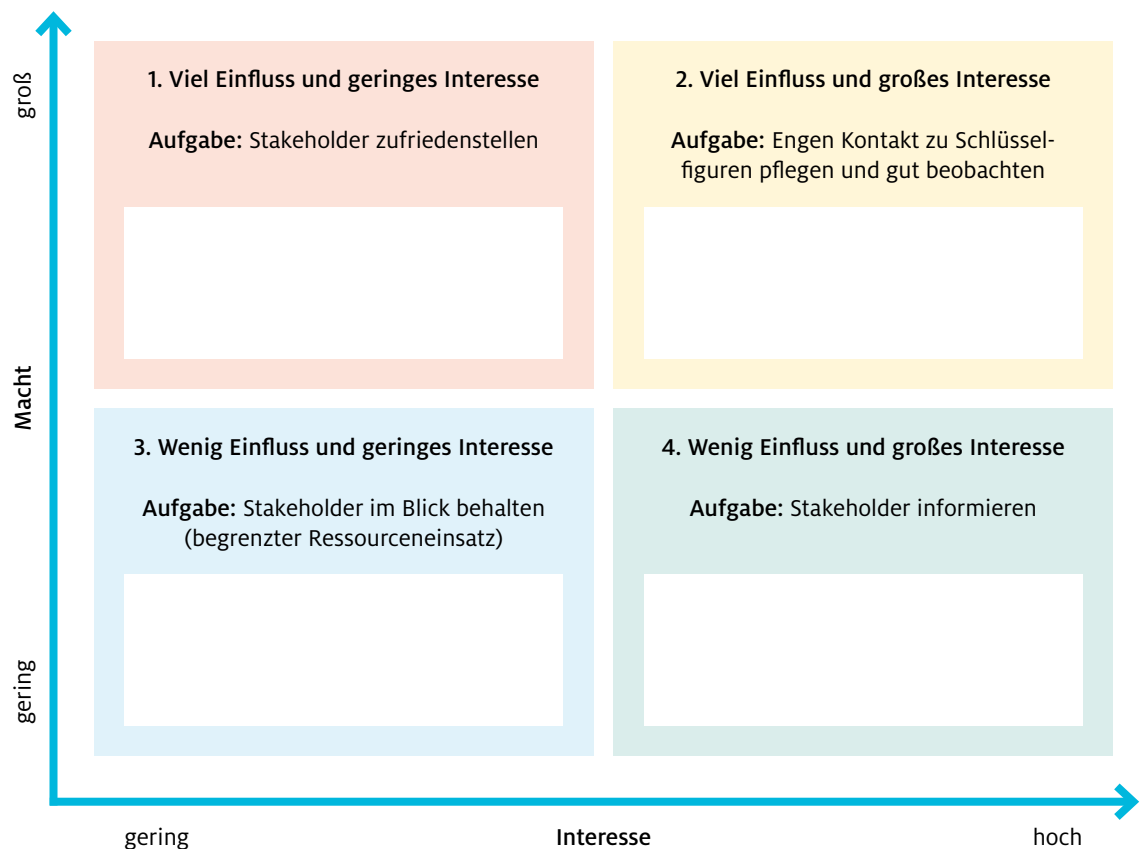 groß
1. Viel Einfluss und geringes Interesse
Aufgabe: Stakeholder zufriedenstellen
2. Viel Einfluss und großes Interesse
Aufgabe: Engen Kontakt zu Schlüssel-
figuren pflegen und gut beobachten
Macht
3. Wenig Einfluss und geringes Interesse
Aufgabe: Stakeholder im Blick behalten
(begrenzter Ressourceneinsatz)
4. Wenig Einfluss und großes Interesse
Aufgabe: Stakeholder informieren
gering
gering
Interesse
hoch